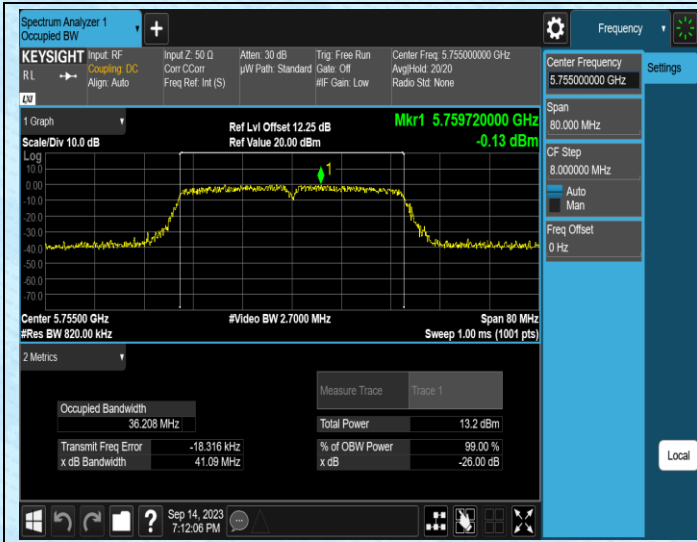 Spectrum Analyzer 1
Occupied BW
Frequency
KEYSIGHT
RL
LXI
Input: RF
Coupling: DC
Align: Auto
Input Z: 50 Ω
Corr CCorr
Freq Ref: Int (S)
Atten: 30 dB
µW Path: Standard
Trig: Free Run
Gate: Off
#IF Gain: Low
Center Freq: 5.755000000 GHz
Avg|Hold: 20/20
Radio Std: None
Center Frequency
5.755000000 GHz
Settings
Span
80.000 MHz
CF Step
8.000000 MHz
Auto
Man
Freq Offset
0 Hz
1 Graph
Scale/Div 10.0 dB
Ref Lvl Offset 12.25 dB
Ref Value 20.00 dBm
Mkr1 5.759720000 GHz
-0.13 dBm
Log
10.0
0.00
-10.0
-20.0
-30.0
-40.0
-50.0
-60.0
-70.0
1
Center 5.75500 GHz
#Res BW 820.00 kHz
#Video BW 2.7000 MHz
Span 80 MHz
Sweep 1.00 ms (1001 pts)
2 Metrics
Measure Trace Trace 1
Occupied Bandwidth
36.208 MHz
Total Power 13.2 dBm
Transmit Freq Error -18.316 kHz
% of OBW Power 99.00 %
x dB Bandwidth 41.09 MHz
x dB -26.00 dB
Local
Sep 14, 2023
7:12:06 PM